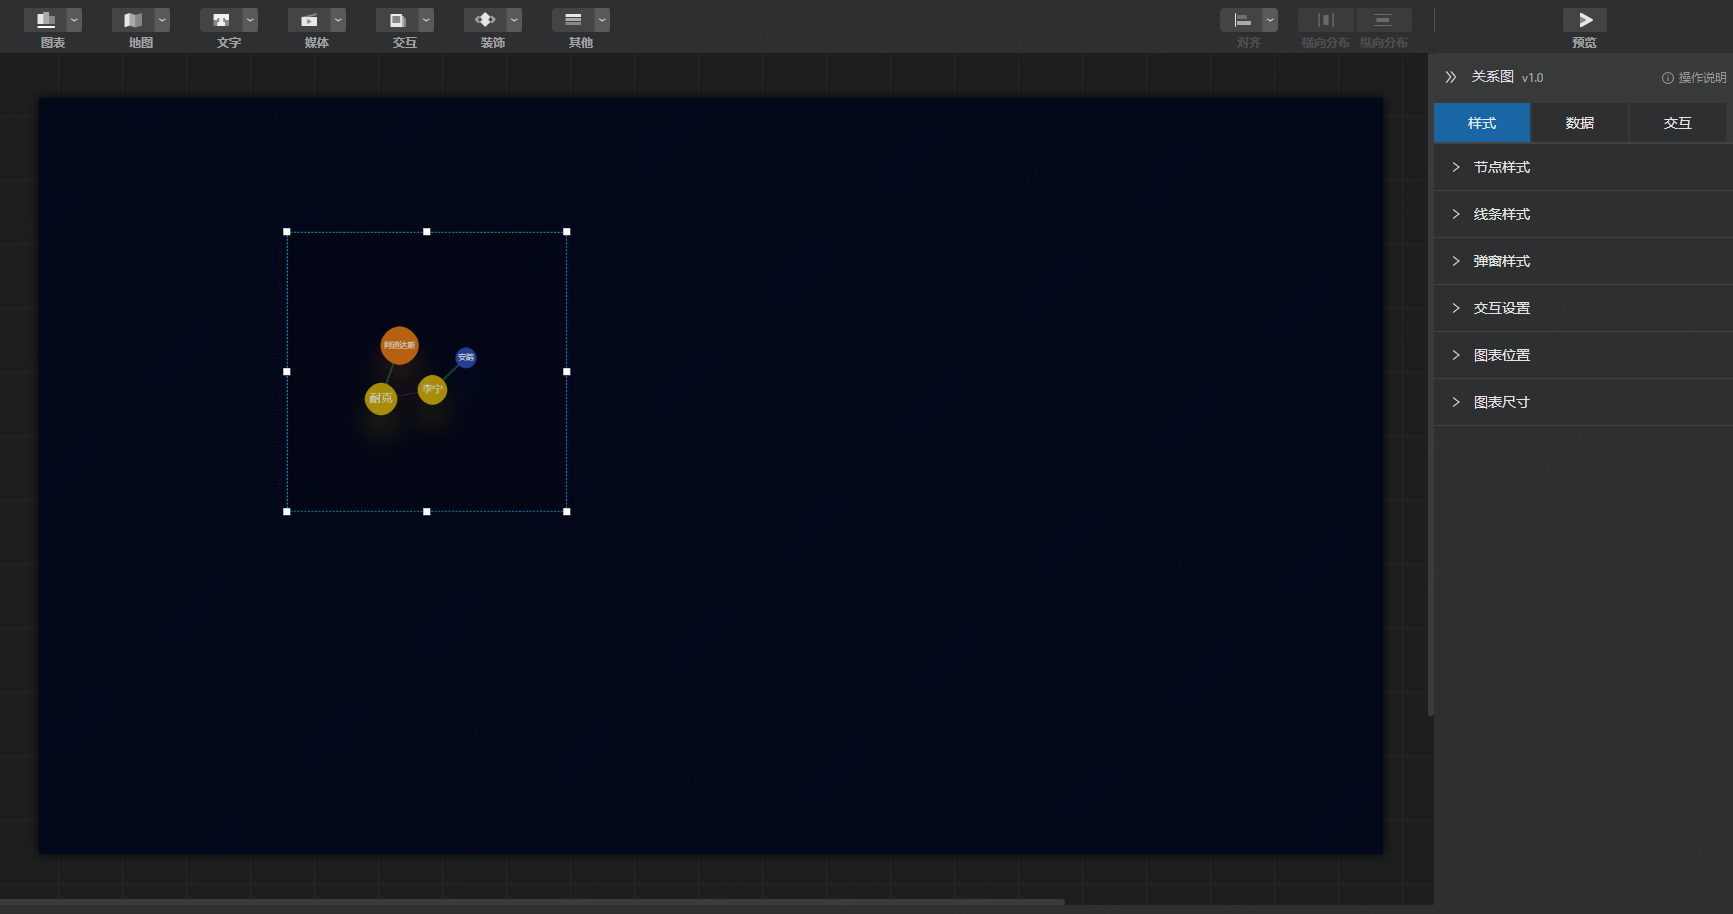 图表 地图 文字 媒体 交互 装饰 其他 对齐 横向分布 纵向分布 预览
关系图 v1.0 操作说明
样式 数据 交互
节点样式
线条样式
弹窗样式
交互设置
图表位置
图表尺寸
阿迪达斯
安踏
李宁
耐克